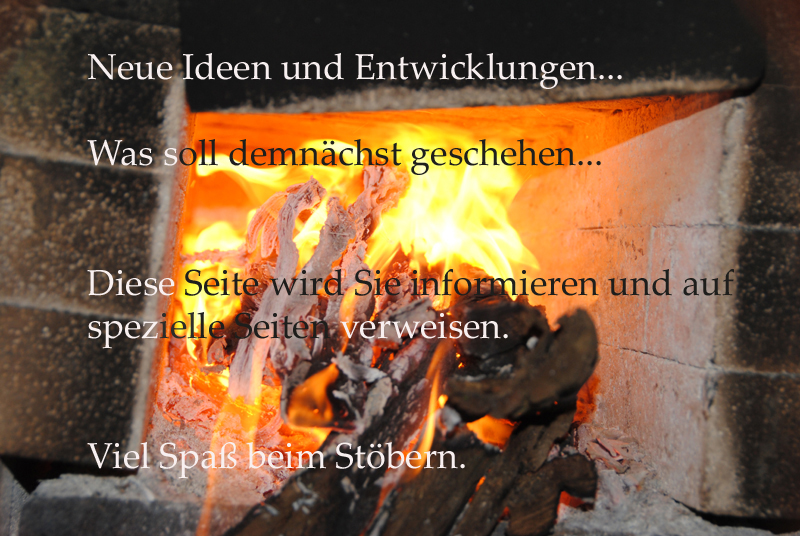 Neue Ideen und Entwicklungen...
Was soll demnächst geschehen...
Diese Seite wird Sie informieren und auf
spezielle Seiten verweisen.
Viel Spaß beim Stöbern.